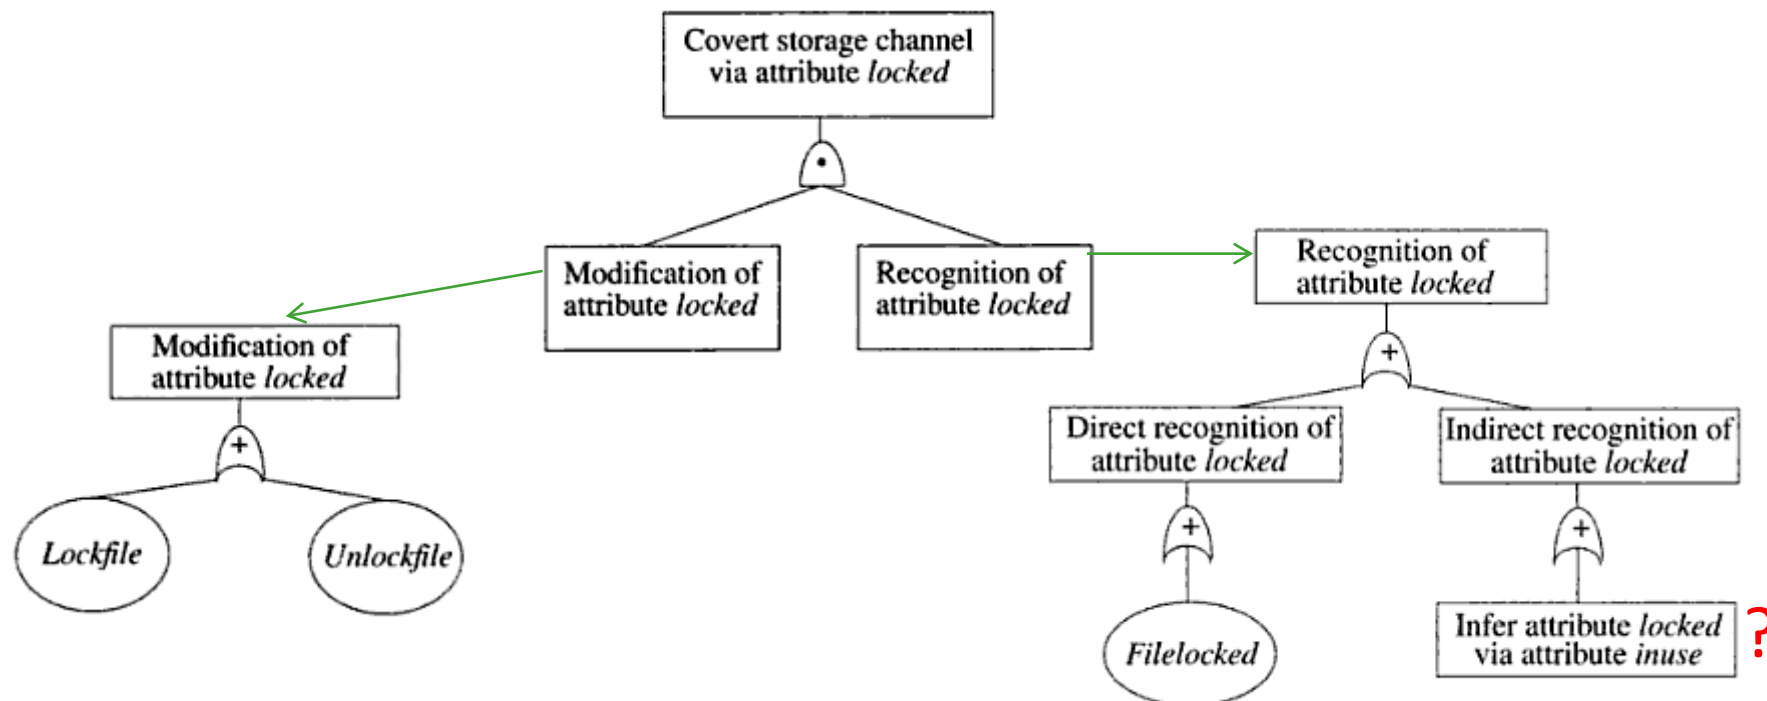 Covert storage channel
via attribute locked
•
Modification of
attribute locked
Recognition of
attribute locked
Recognition of
attribute locked
+
Modification of
attribute locked
+
Lockfile
Unlockfile
Direct recognition of
attribute locked
Indirect recognition of
attribute locked
+
+
Filelocked
Infer attribute locked
via attribute inuse
?